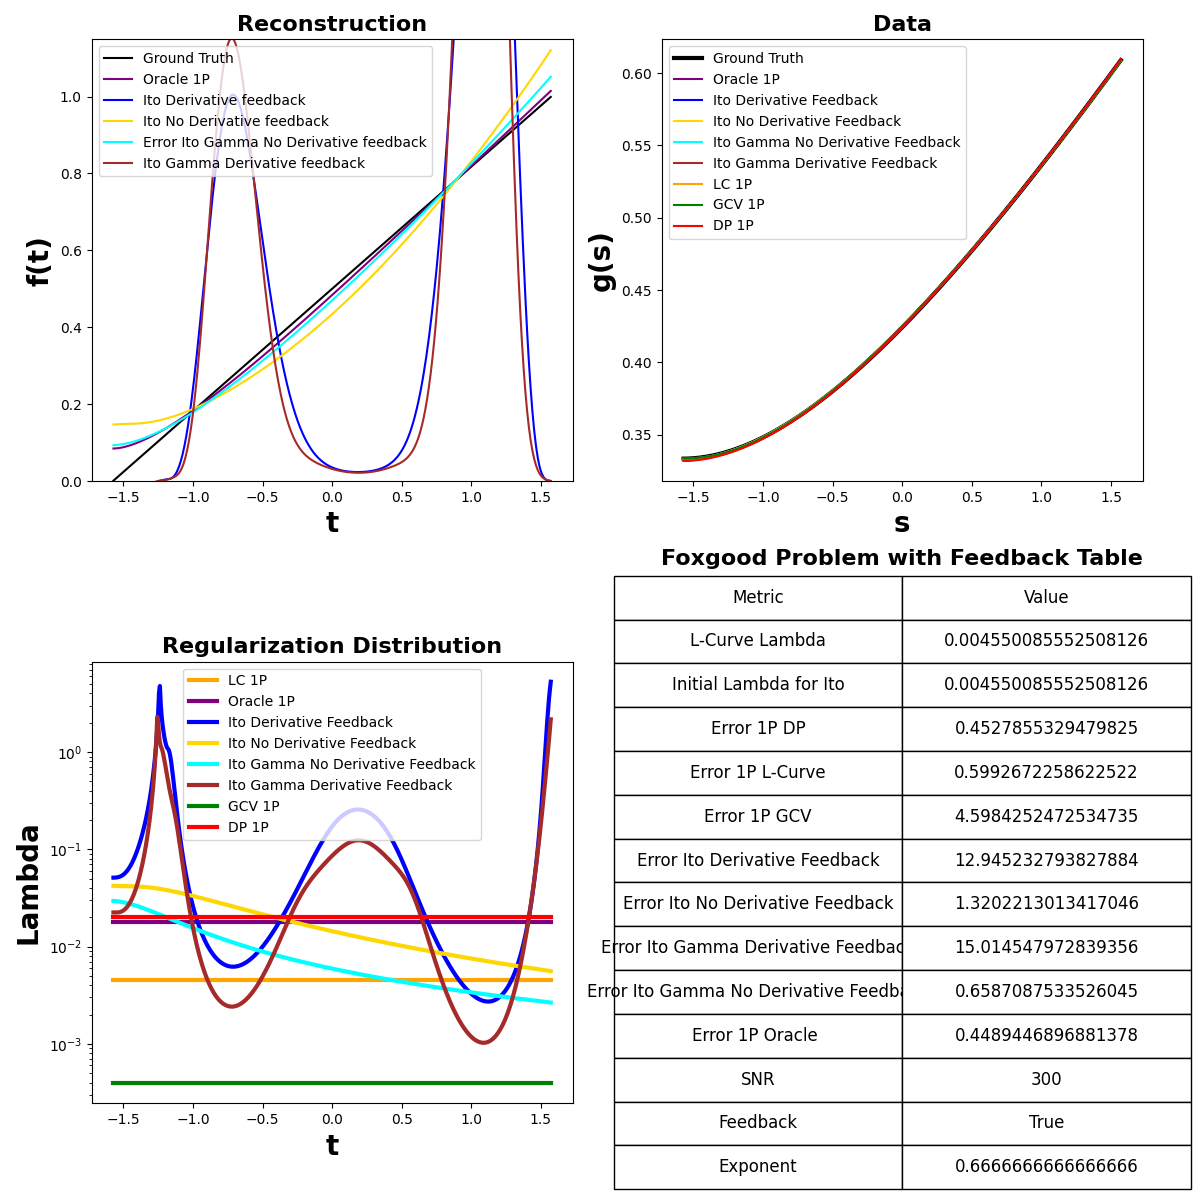 Reconstruction
Ground Truth
Oracle 1P
Ito Derivative feedback
Ito No Derivative feedback
Error Ito Gamma No Derivative feedback
Ito Gamma Derivative feedback
1.0
0.8
0.6
0.4
0.2
0.0
f(t)
−1.5 −1.0 −0.5 0.0 0.5 1.0 1.5
t
Data
Ground Truth
Oracle 1P
Ito Derivative Feedback
Ito No Derivative Feedback
Ito Gamma No Derivative Feedback
Ito Gamma Derivative Feedback
LC 1P
GCV 1P
DP 1P
0.60
0.55
0.50
0.45
0.40
0.35
g(s)
−1.5 −1.0 −0.5 0.0 0.5 1.0 1.5
s
Regularization Distribution
LC 1P
Oracle 1P
Ito Derivative Feedback
Ito No Derivative Feedback
Ito Gamma No Derivative Feedback
Ito Gamma Derivative Feedback
GCV 1P
DP 1P
10⁰
10⁻¹
10⁻²
10⁻³
Lambda
−1.5 −1.0 −0.5 0.0 0.5 1.0 1.5
t
Foxgood Problem with Feedback Table
Metric Value
L-Curve Lambda 0.004550085552508126
Initial Lambda for Ito 0.004550085552508126
Error 1P DP 0.4527855329479825
Error 1P L-Curve 0.5992672258622522
Error 1P GCV 4.5984252472534735
Error Ito Derivative Feedback 12.945232793827884
Error Ito No Derivative Feedback 1.3202213013417046
Error Ito Gamma Derivative Feedbac 15.014547972839356
Error Ito Gamma No Derivative Feedba 0.6587087533526045
Error 1P Oracle 0.4489446896881378
SNR 300
Feedback True
Exponent 0.6666666666666666